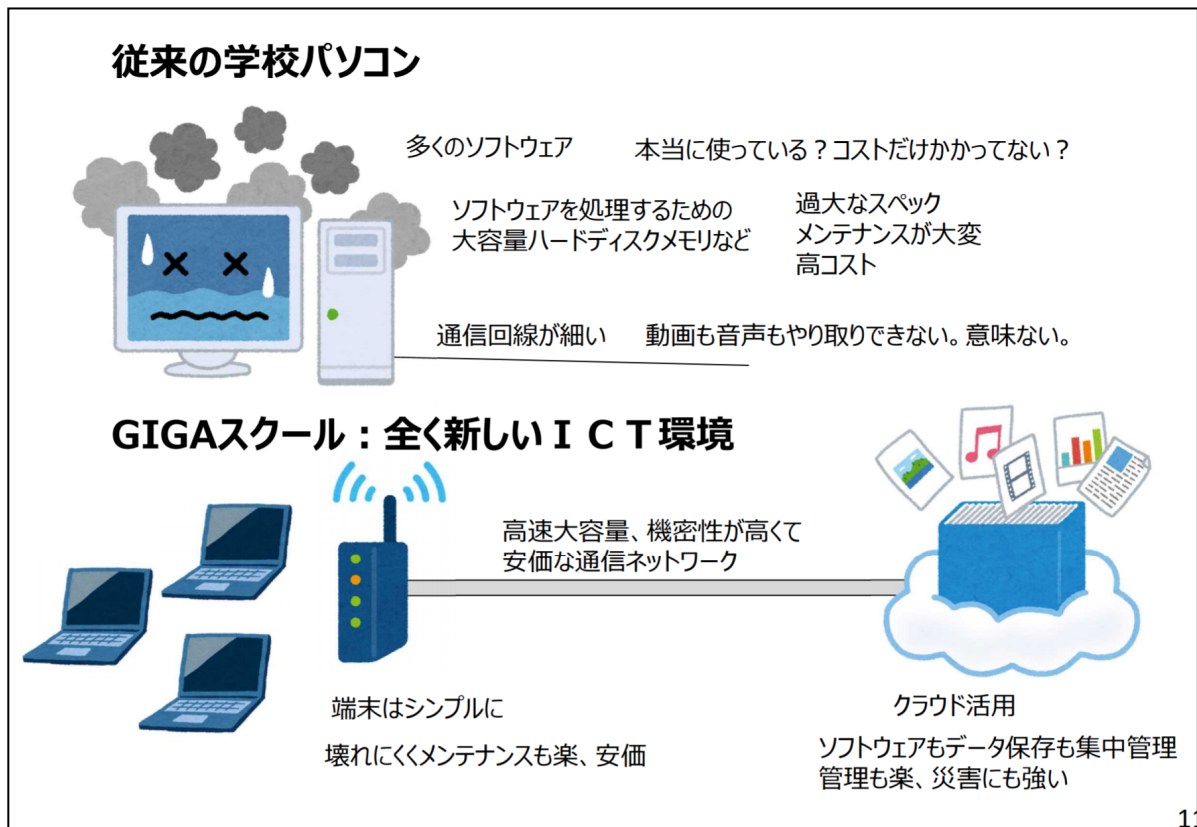 従来の学校パソコン
多くのソフトウェア 本当に使っている？コストだけかかってない？
ソフトウェアを処理するための
大容量ハードディスクメモリなど
過大なスペック
メンテナンスが大変
高コスト
通信回線が細い 動画も音声もやり取りできない。意味ない。
GIGAスクール：全く新しいＩＣＴ環境
高速大容量、機密性が高くて
安価な通信ネットワーク
端末はシンプルに
壊れにくくメンテナンスも楽、安価
クラウド活用
ソフトウェアもデータ保存も集中管理
管理も楽、災害にも強い